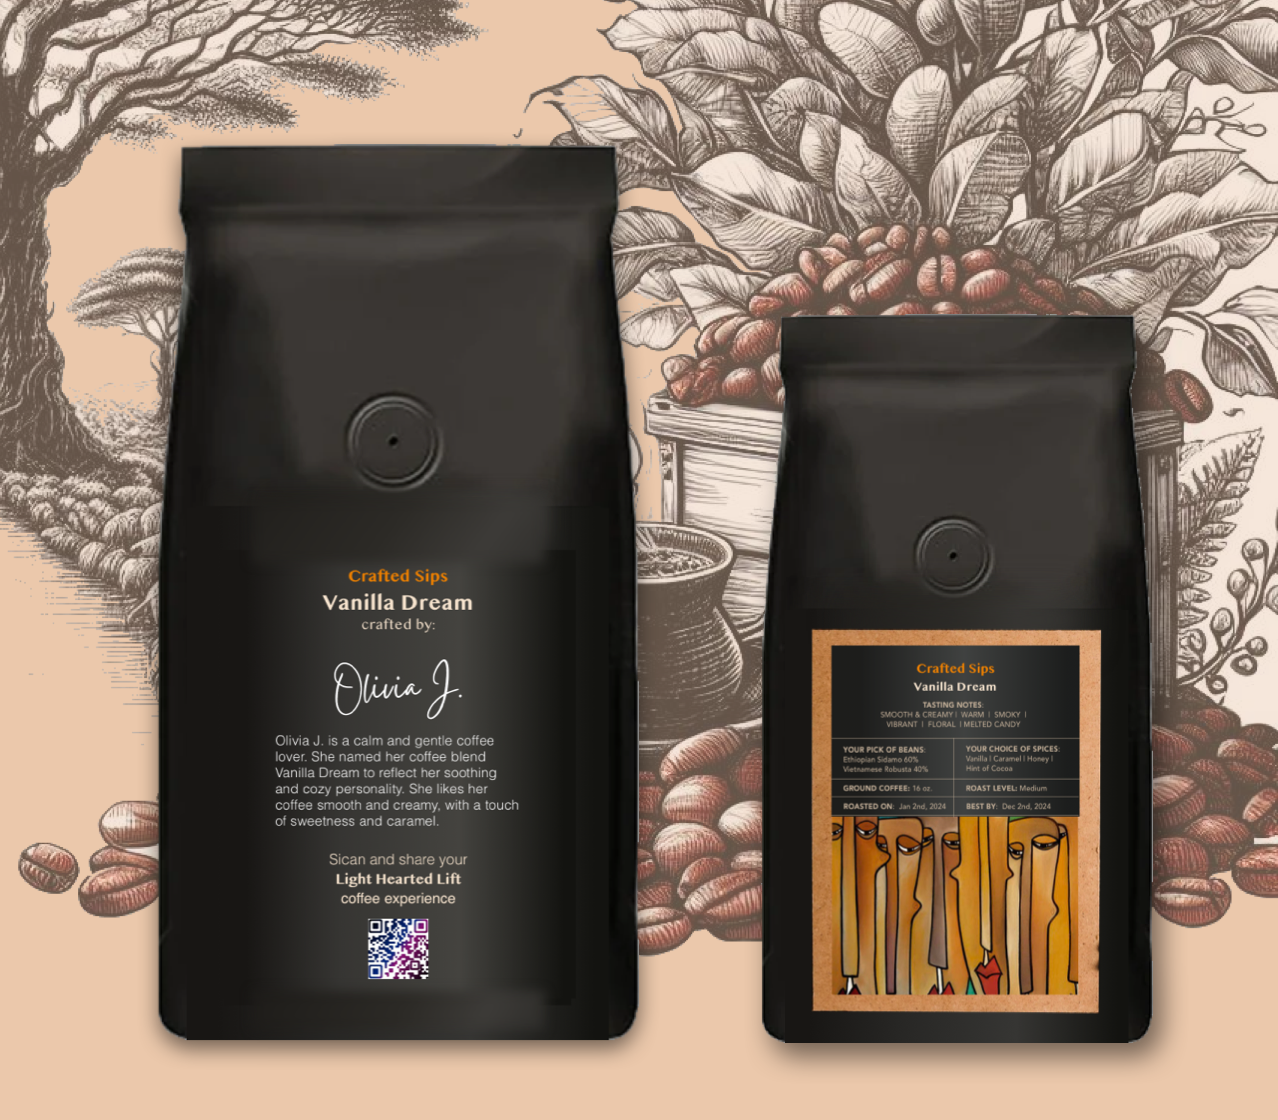 Crafted Sips
Vanilla Dream
crafted by:
Olivia J.
Olivia J. is a calm and gentle coffee
lover. She named her coffee blend
Vanilla Dream to reflect her soothing
and cozy personality. She likes her
coffee smooth and creamy, with a touch
of sweetness and caramel.
Sican and share your
Light Hearted Lift
coffee experience
Crafted Sips
Vanilla Dream
TASTING NOTES:
SMOOTH & CREAMY | WARM | SMOKY |
VIBRANT | FLORAL | MELTED CANDY
YOUR PICK OF BEANS:
Ethiopian Sidamo 60%
Vietnamese Robusta 40%
YOUR CHOICE OF SPICES:
Vanilla | Caramel | Honey |
Hint of Cocoa
GROUND COFFEE: 16 oz.
ROAST LEVEL: Medium
ROASTED ON: Jan 2nd, 2024
BEST BY: Dec 2nd, 2024